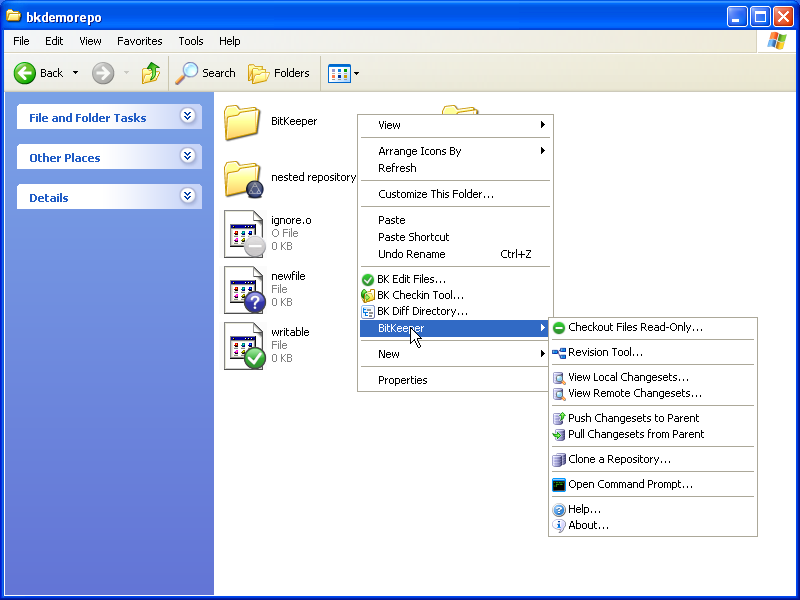 bkdemorepo
File Edit View Favorites Tools Help
Back Search Folders
File and Folder Tasks
Other Places
Details
BitKeeper
nested repository
ignore.o
O File
0 KB
newfile
File
0 KB
writable
File
0 KB
View
Arrange Icons By
Refresh
Customize This Folder...
Paste
Paste Shortcut
Undo Rename Ctrl+Z
BK Edit Files...
BK Checkin Tool...
BK Diff Directory...
BitKeeper
New
Properties
Checkout Files Read-Only...
Revision Tool...
View Local Changesets...
View Remote Changesets...
Push Changesets to Parent
Pull Changesets from Parent
Clone a Repository...
Open Command Prompt...
Help...
About...